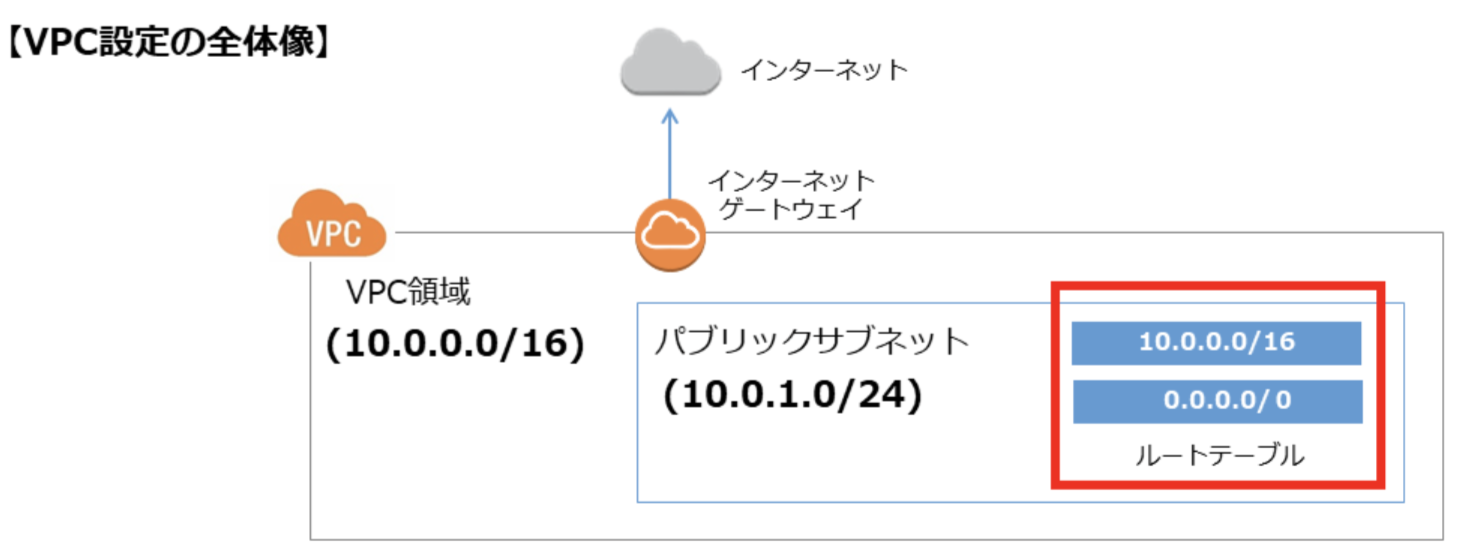 【VPC設定の全体像】
インターネット
インターネット
ゲートウェイ
VPC
VPC領域
(10.0.0.0/16)
パブリックサブネット
(10.0.1.0/24)
10.0.0.0/16
0.0.0.0/ 0
ルートテーブル